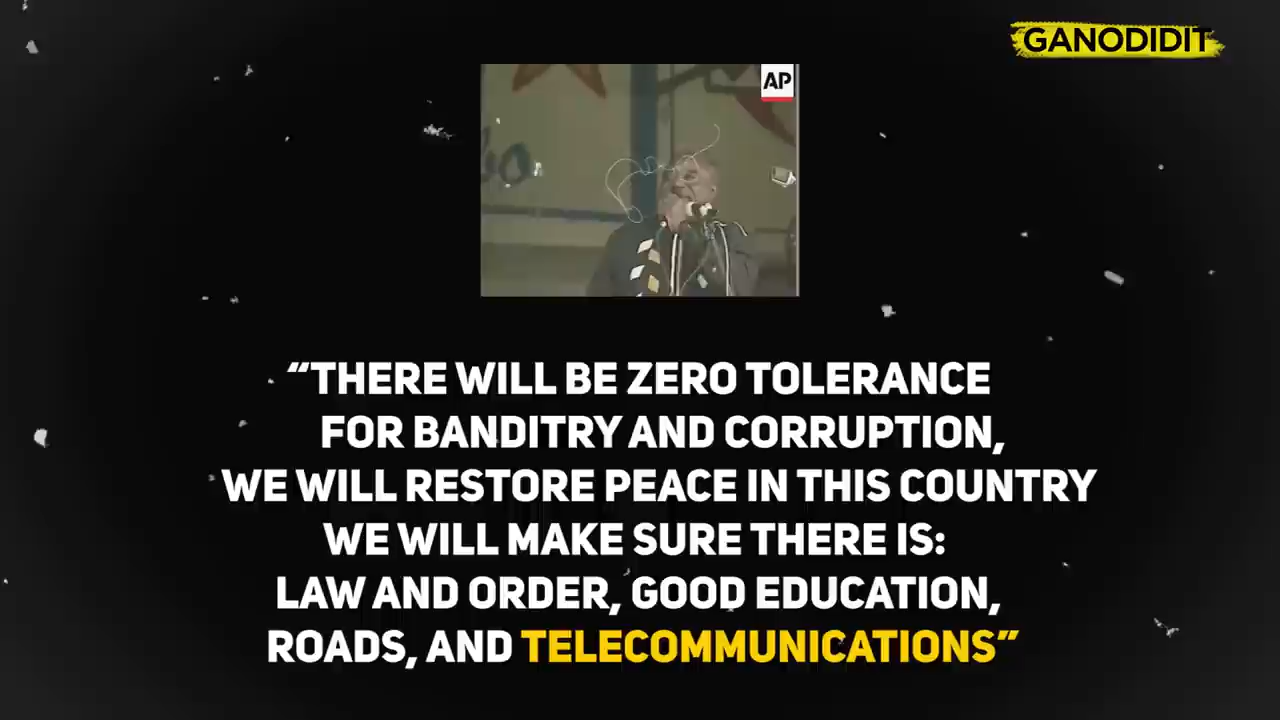 GANODIDIT
AP
“THERE WILL BE ZERO TOLERANCE
FOR BANDITRY AND CORRUPTION,
WE WILL RESTORE PEACE IN THIS COUNTRY
WE WILL MAKE SURE THERE IS:
LAW AND ORDER, GOOD EDUCATION,
ROADS, AND TELECOMMUNICATIONS”